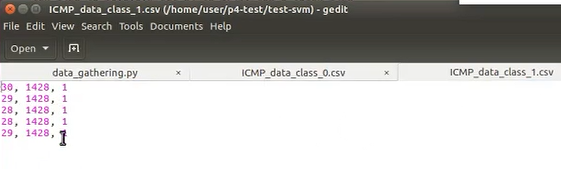 ICMP_data_class_1.csv (/home/user/p4-test/test-svm) - gedit
File Edit View Search Tools Documents Help
Open
data_gathering.py × ICMP_data_class_0.csv × ICMP_data_class_1.csv
30, 1428, 1
29, 1428, 1
28, 1428, 1
28, 1428, 1
29, 1428, 1